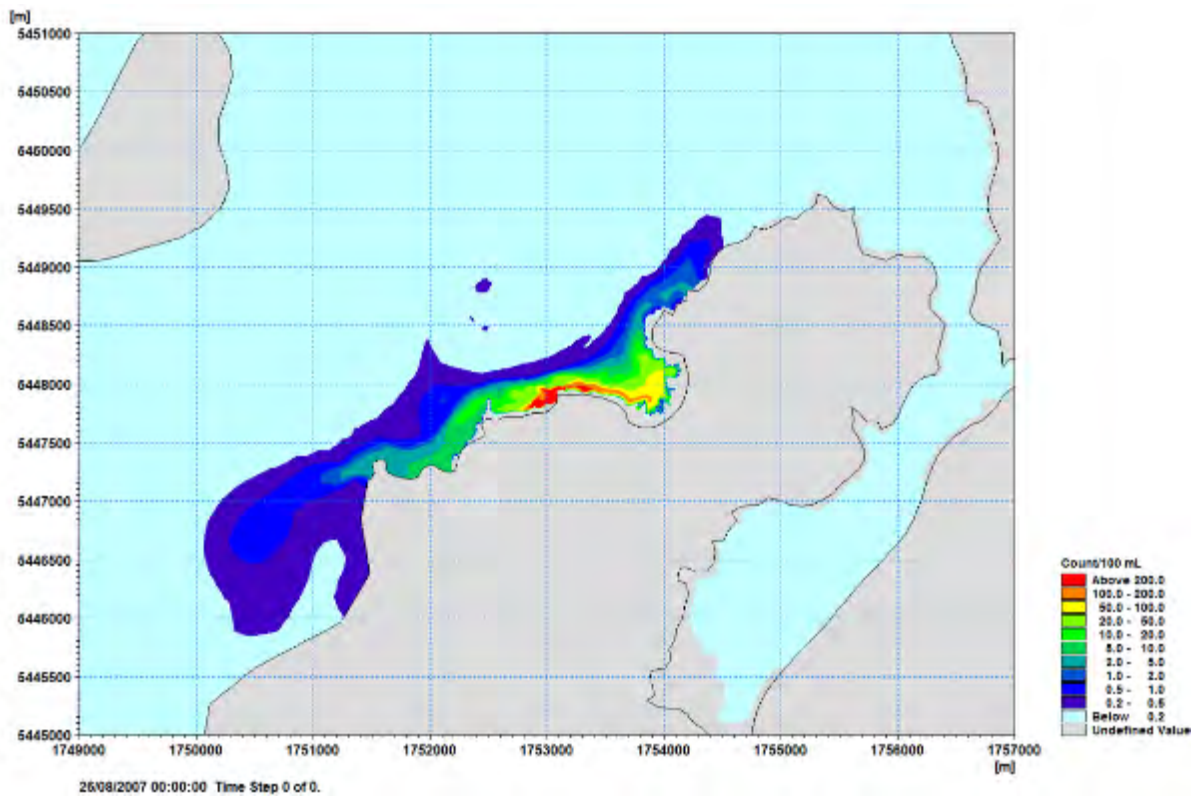 [m]
5451000
5450500
5450000
5449500
5449000
5448500
5448000
5447500
5447000
5446500
5446000
5445500
5445000
1749000 1750000 1751000 1752000 1753000 1754000 1755000 1756000 1757000
[m]
Count/100 mL
Above 200.0
100.0 - 200.0
50.0 - 100.0
20.0 - 50.0
10.0 - 20.0
5.0 - 10.0
2.0 - 5.0
1.0 - 2.0
0.5 - 1.0
0.2 - 0.5
Below 0.2
Undefined Value
25/08/2007 00:00:00 Time Step 0 of 0.